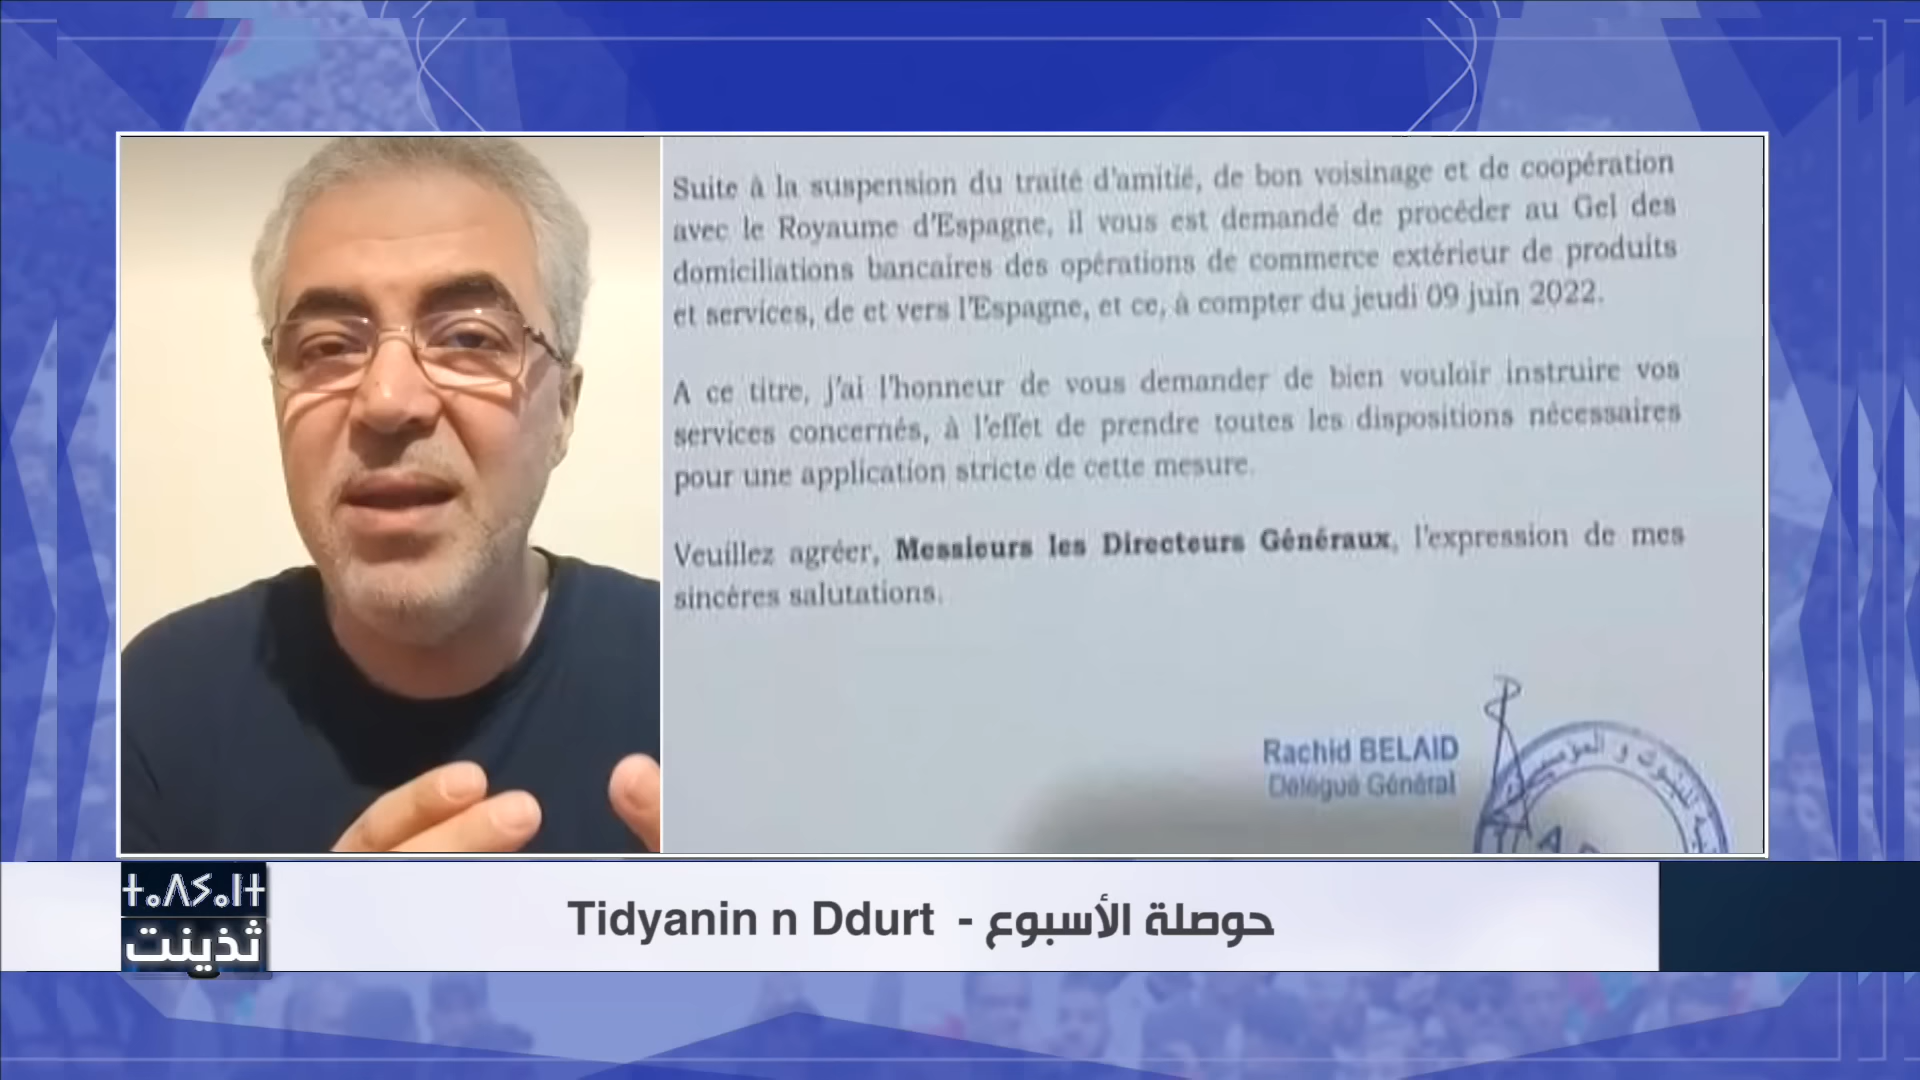 Suite à la suspension du traité d'amitié, de bon voisinage et de coopération
avec le Royaume d'Espagne, il vous est demandé de procéder au Gel des
domiciliations bancaires des opérations de commerce extérieur de produits
et services, de et vers l'Espagne, et ce, à compter du jeudi 09 juin 2022.
A ce titre, j'ai l'honneur de vous demander de bien vouloir instruire vos
services concernés, à l'effet de prendre toutes les dispositions nécessaires
pour une application stricte de cette mesure.
Veuillez agréer, Messieurs les Directeurs Généraux, l'expression de mes
sincères salutations.
Rachid BELAID
Délégué Général
للبنوك و المؤسس
ⵜⴰⴷⵢⴰⵏⵜ
ثذينت
Tidyanin n Ddurt - حوصلة الأسبوع